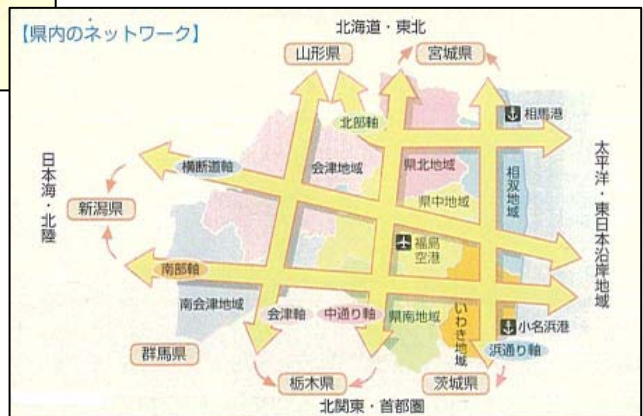 【県内のネットワーク】
北海道・東北
山形県
宮城県
北部軸
相馬港
横断道軸
会津地域
県北地域
相双地域
県中地域
日本海・北陸
新潟県
太平洋・東日本沿岸地域
福島
空港
南部軸
南会津地域
会津軸
中通り軸
県南地域
いわき地域
小名浜港
浜通り軸
群馬県
栃木県
茨城県
北関東・首都圏